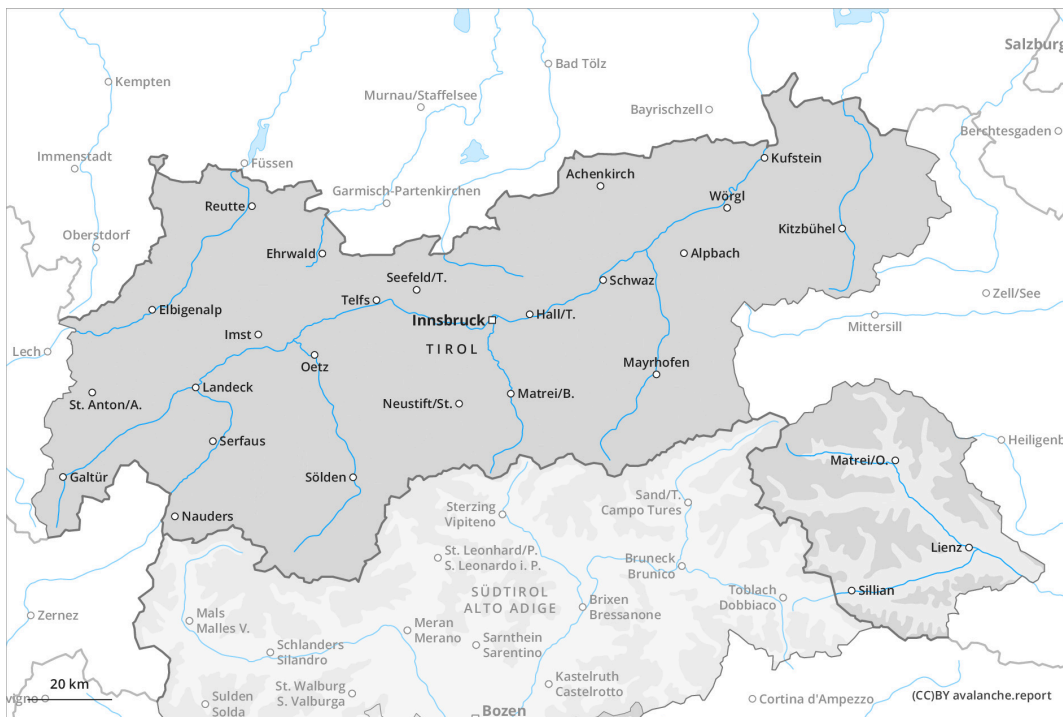 Salzburg
Kempten
Bad Tölz
Murnau/Staffelsee
Bayrischzell
Berchtesgaden
Immenstadt
Füssen
Kufstein
Achenkirch
Garmisch-Partenkirchen
Reutte
Wörgl
Oberstdorf
Kitzbühel
Ehrwald
Alpbach
Seefeld/T.
Schwaz
Telfs
Zell/See
Elbigenalp
Innsbruck
Hall/T.
Mittersill
Imst
TIROL
Lech
Oetz
Mayrhofen
Landeck
St. Anton/A.
Neustift/St.
Matrei/B.
Serfaus
Heiligenb
Matrei/O.
Galtür
Sölden
Sand/T.
Campo Tures
Sterzing
Vipiteno
Nauders
Lienz
St. Leonhard/P.
S. Leonardo i. P.
Bruneck
Brunico
SÜDTIROL
ALTO ADIGE
Toblach
Dobbiaco
Sillian
Brixen
Bressanone
Zernez
Mals
Malles V.
Meran
Merano
Sarnthein
Sarentino
Schlanders
Silandro
20 km
Kastelruth
Castelrotto
St. Walburg
S. Valburga
vigno
Sulden
Solda
Cortina d'Ampezzo
(CC)BY avalanche.report
Bozen